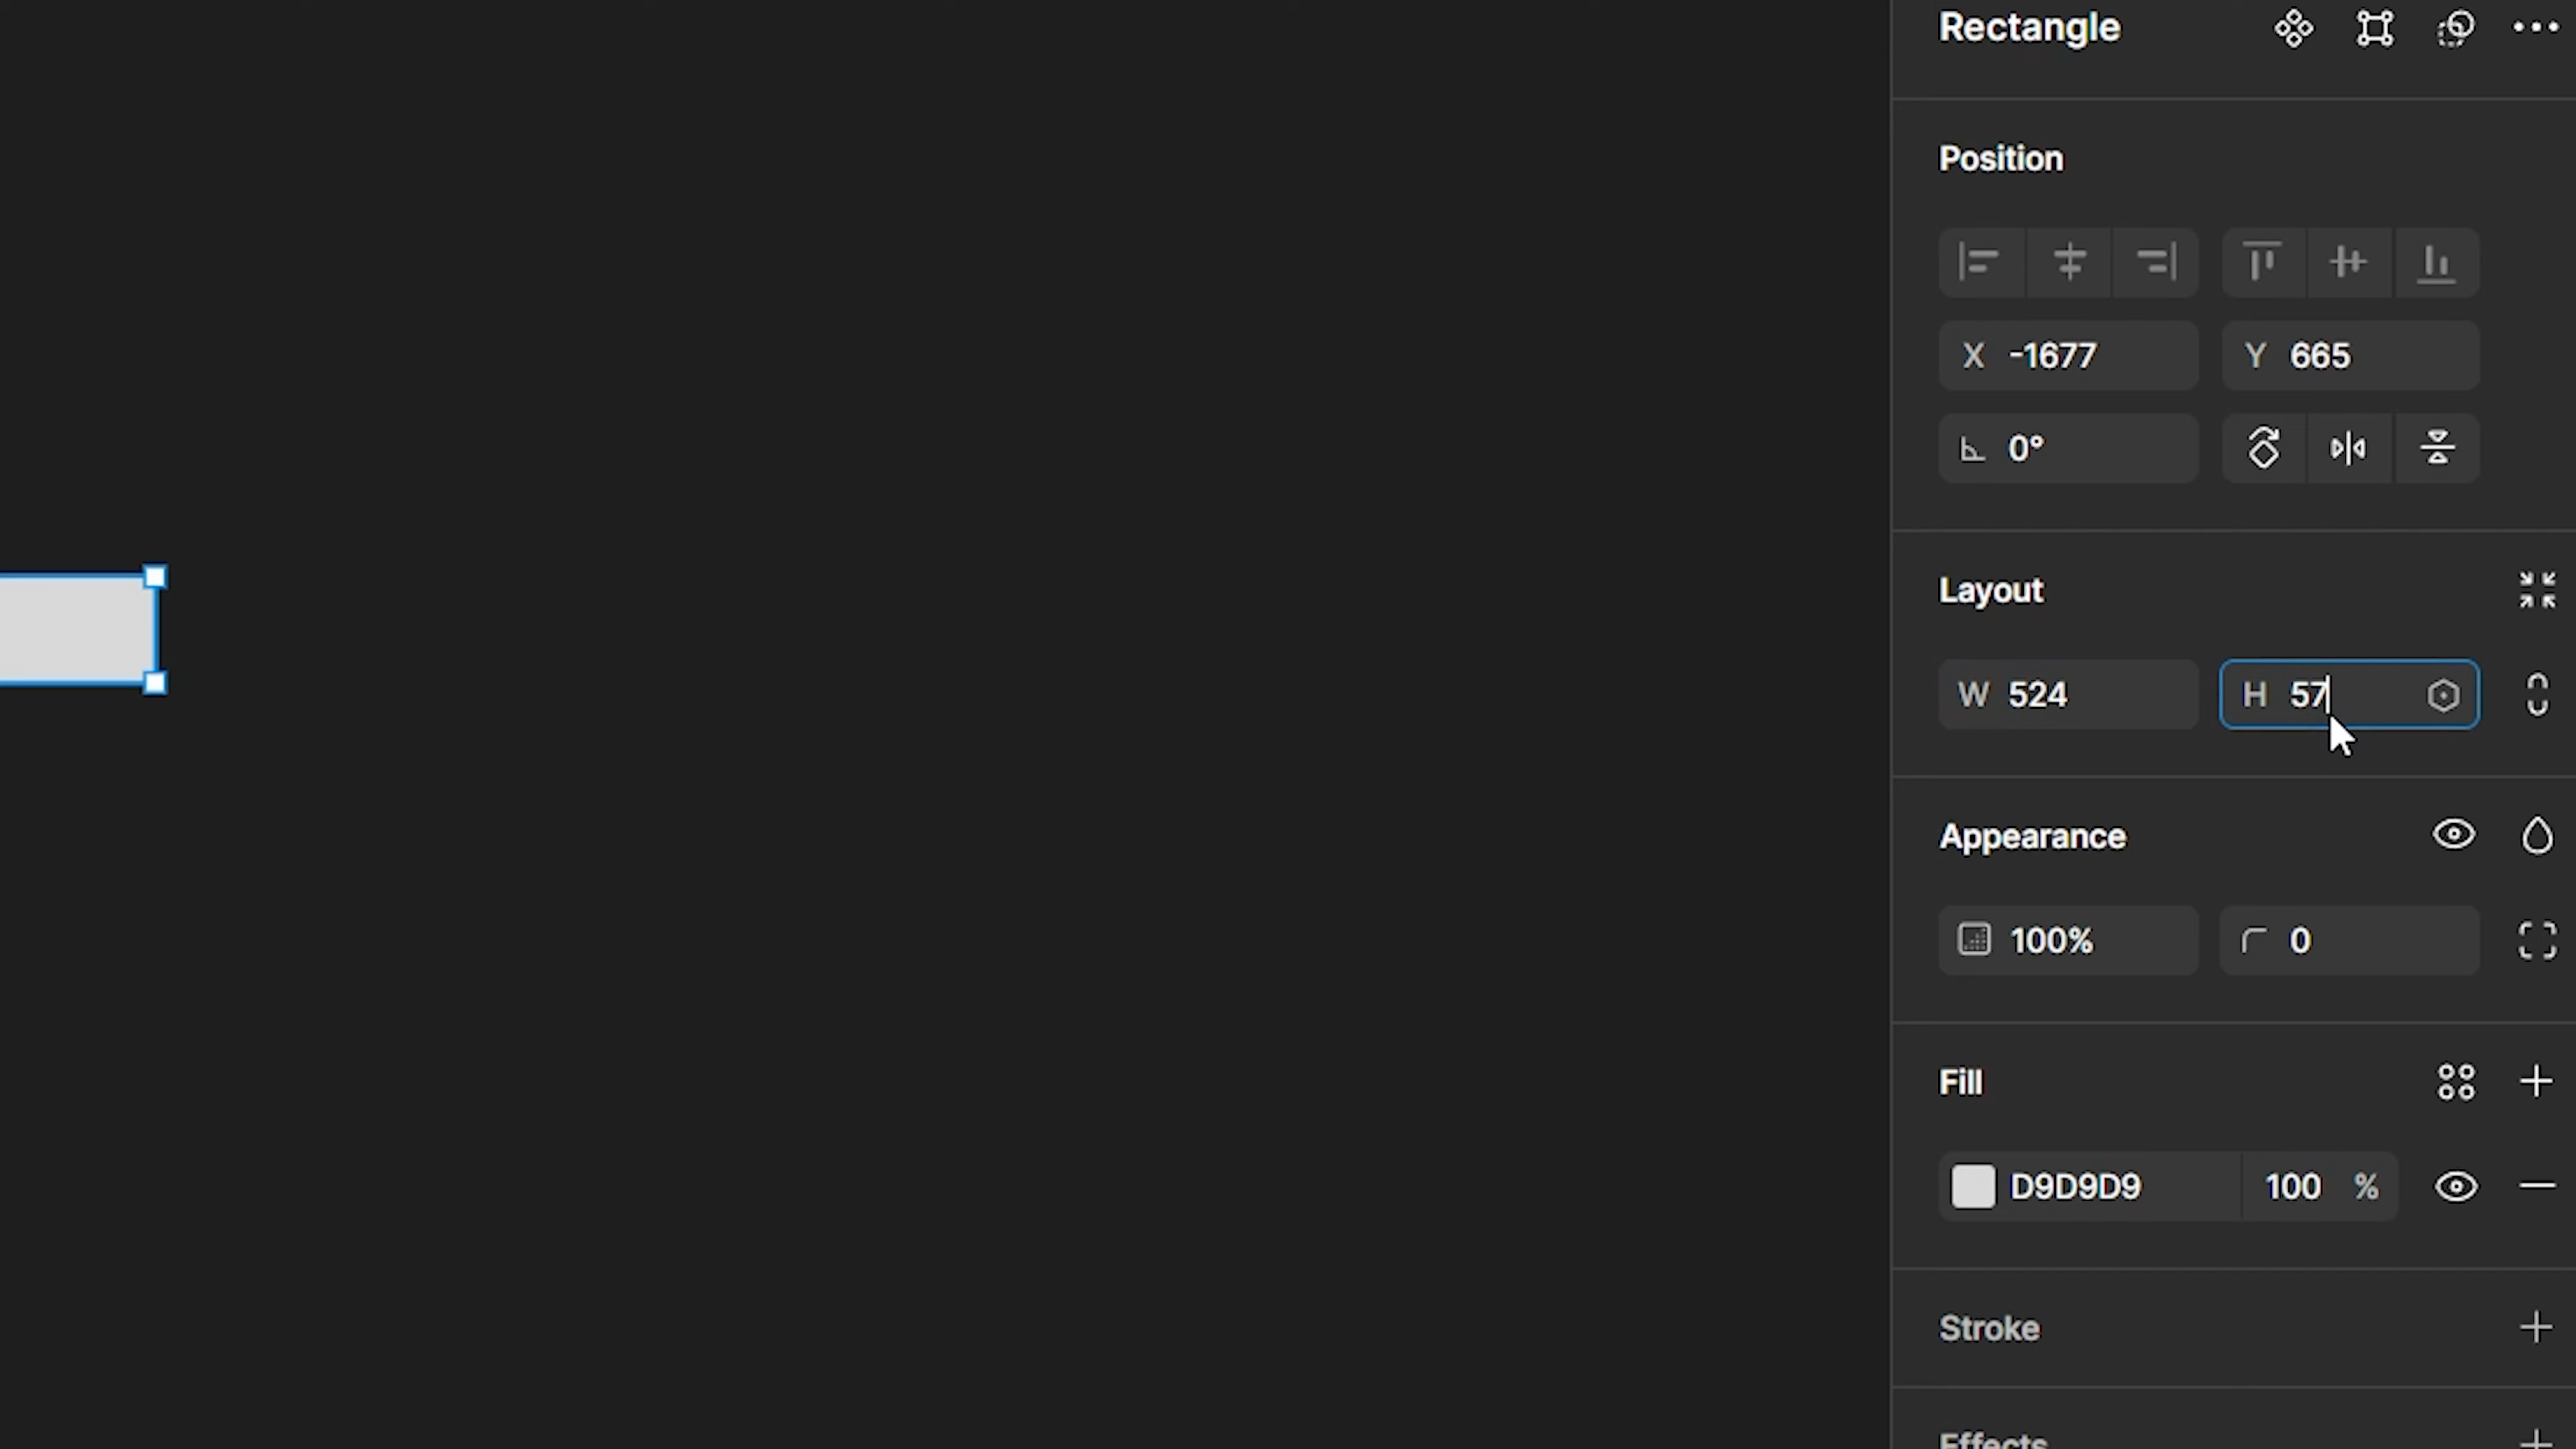 Rectangle
Position
X -1677 Y 665
0°
Layout
W 524 H 57
Appearance
100% 0
Fill
D9D9D9 100 %
Stroke
Effects